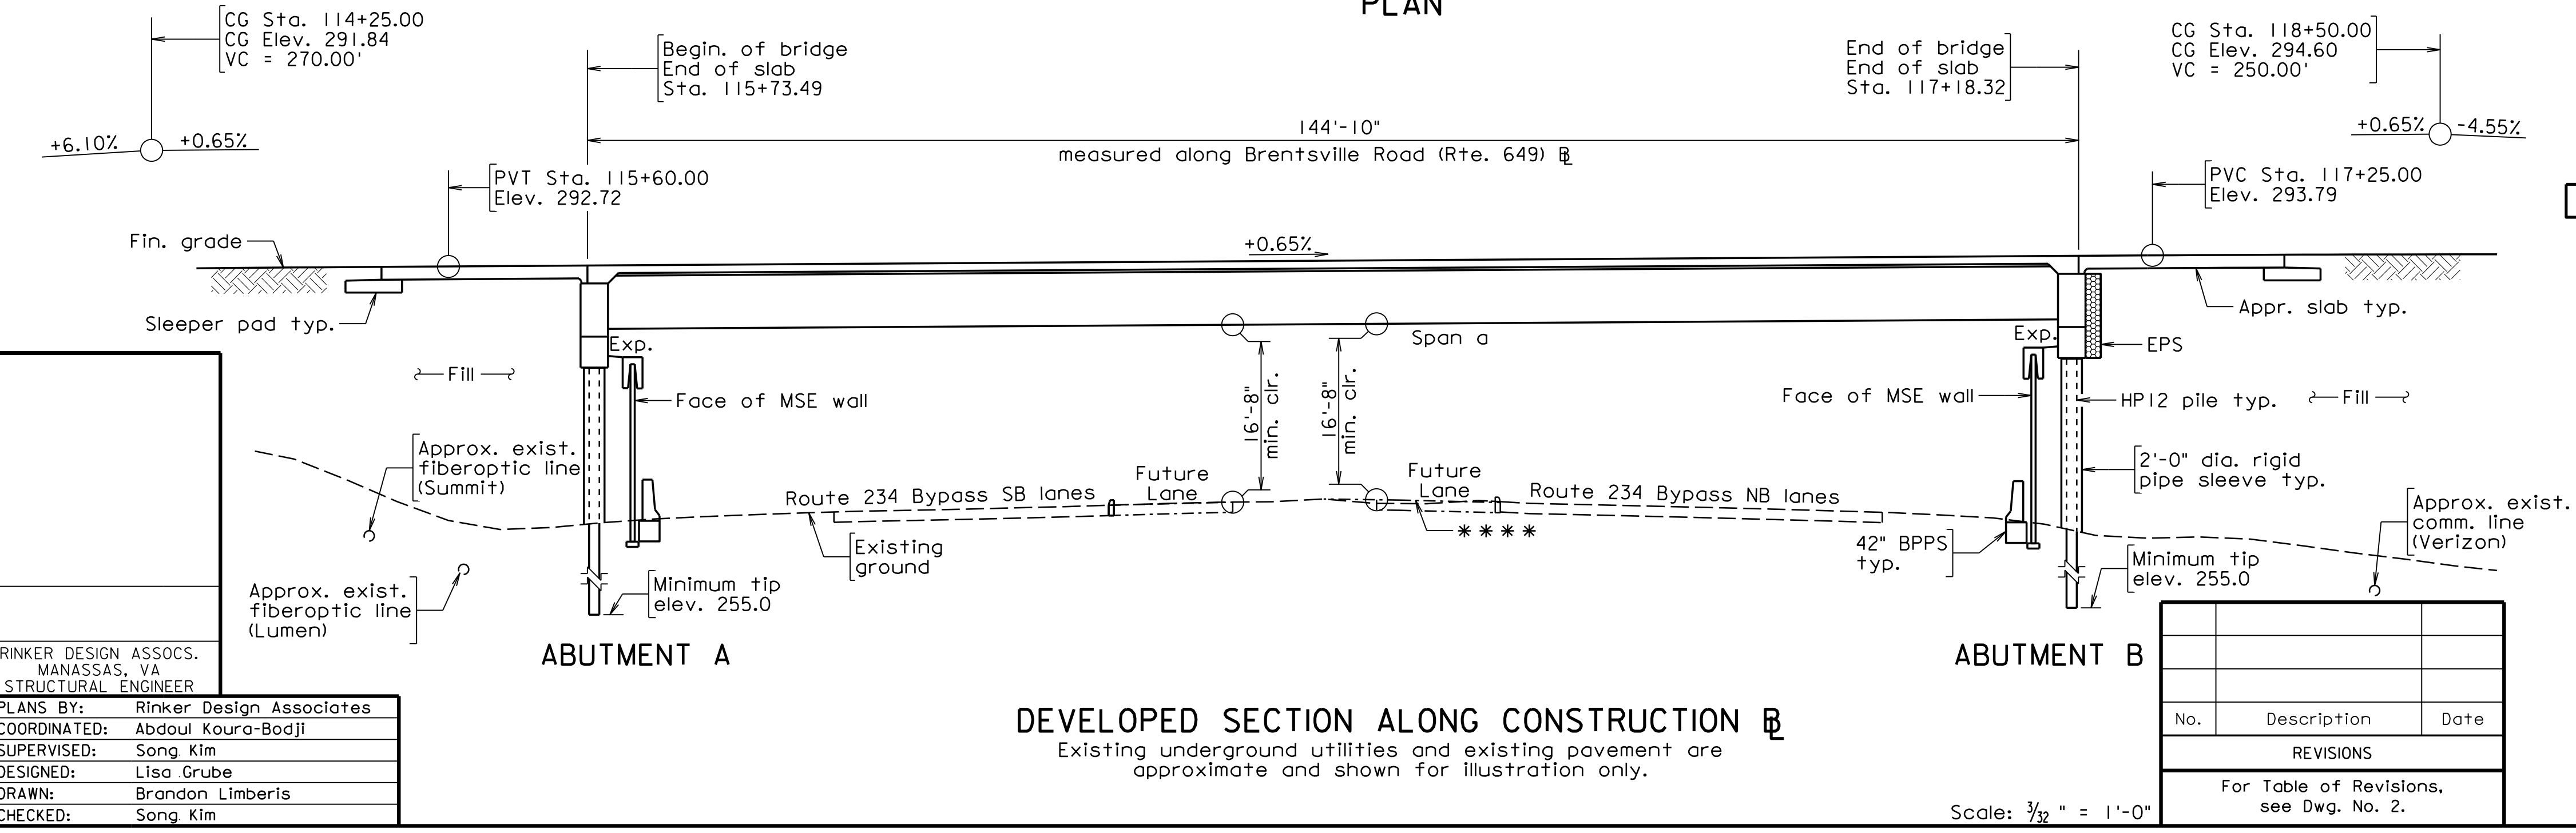 PLAN
CG Sta. 114+25.00
CG Elev. 291.84
VC = 270.00'
Begin. of bridge
End of slab
Sta. 115+73.49
End of bridge
End of slab
Sta. 117+18.32
CG Sta. 118+50.00
CG Elev. 294.60
VC = 250.00'
+6.10% +0.65%
144'-10"
measured along Brentsville Road (Rte. 649) BL
+0.65% -4.55%
PVT Sta. 115+60.00
Elev. 292.72
PVC Sta. 117+25.00
Elev. 293.79
Fin. grade
+0.65%
Sleeper pad typ.
Appr. slab typ.
Exp.
Span a
Exp.
EPS
Fill
Face of MSE wall
16'-8"
min. clr.
16'-8"
min. clr.
Face of MSE wall
HP12 pile typ.
Fill
Approx. exist.
fiberoptic line
(Summit)
Route 234 Bypass SB lanes
Future
Lane
Future
Lane
Route 234 Bypass NB lanes
2'-0" dia. rigid
pipe sleeve typ.
Approx. exist.
comm. line
(Verizon)
* * * *
Existing
ground
42" BPPS
typ.
Approx. exist.
fiberoptic line
(Lumen)
Minimum tip
elev. 255.0
Minimum tip
elev. 255.0
ABUTMENT A
ABUTMENT B
RINKER DESIGN ASSOCS.
MANASSAS, VA
STRUCTURAL ENGINEER
PLANS BY: Rinker Design Associates
COORDINATED: Abdoul Koura-Bodji
SUPERVISED: Song Kim
DESIGNED: Lisa Grube
DRAWN: Brandon Limberis
CHECKED: Song Kim
DEVELOPED SECTION ALONG CONSTRUCTION BL
Existing underground utilities and existing pavement are
approximate and shown for illustration only.
Scale: 3/32 " = 1'-0"
No. Description Date
REVISIONS
For Table of Revisions,
see Dwg. No. 2.